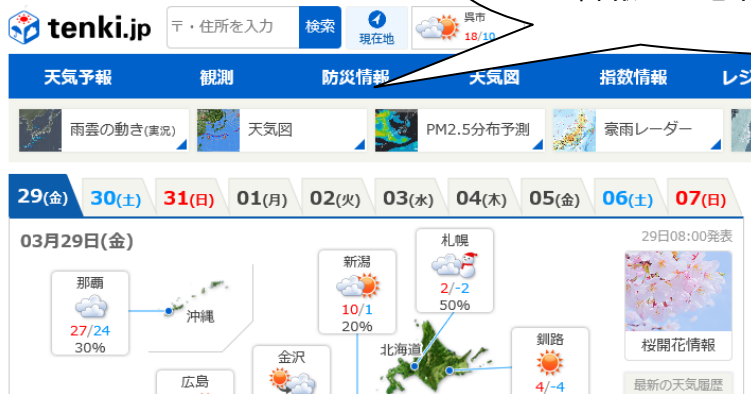 tenki.jp
〒・住所を入力
検索
現在地
呉市
18/10
天気予報
観測
防災情報
天気図
指数情報
レジ
雨雲の動き(実況)
天気図
PM2.5分布予測
豪雨レーダー
29(金)
30(土)
31(日)
01(月)
02(火)
03(水)
04(木)
05(金)
06(土)
07(日)
03月29日(金)
29日08:00発表
那覇
27/24
30%
沖縄
新潟
10/1
20%
札幌
2/-2
50%
北海道
釧路
4/-4
金沢
広島
桜開花情報
最新の天気履歴